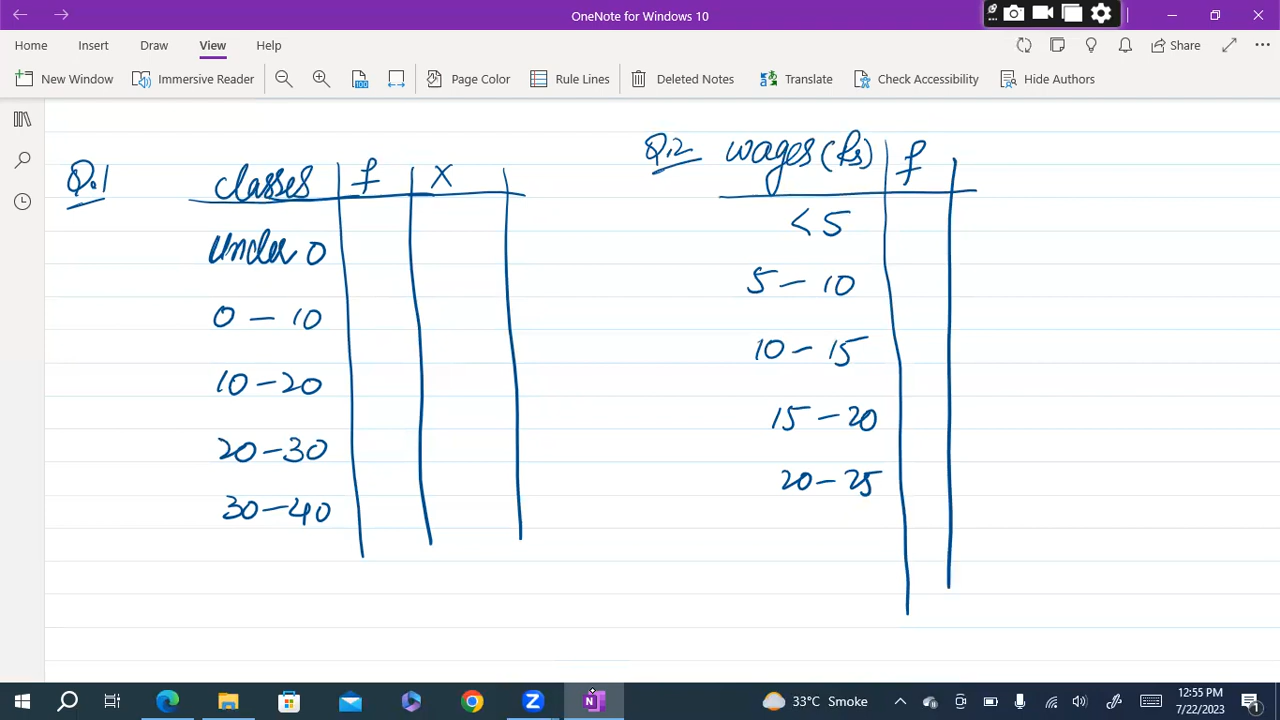 OneNote for Windows 10
Home Insert Draw View Help
Share
New Window Immersive Reader Page Color Rule Lines Deleted Notes Translate Check Accessibility Hide Authors
Q.1 classes f X
under 0
0 - 10
10 - 20
20 - 30
30 - 40
Q.2 wages (Rs) f
< 5
5 - 10
10 - 15
15 - 20
20 - 25
33°C Smoke
12:55 PM
7/22/2023